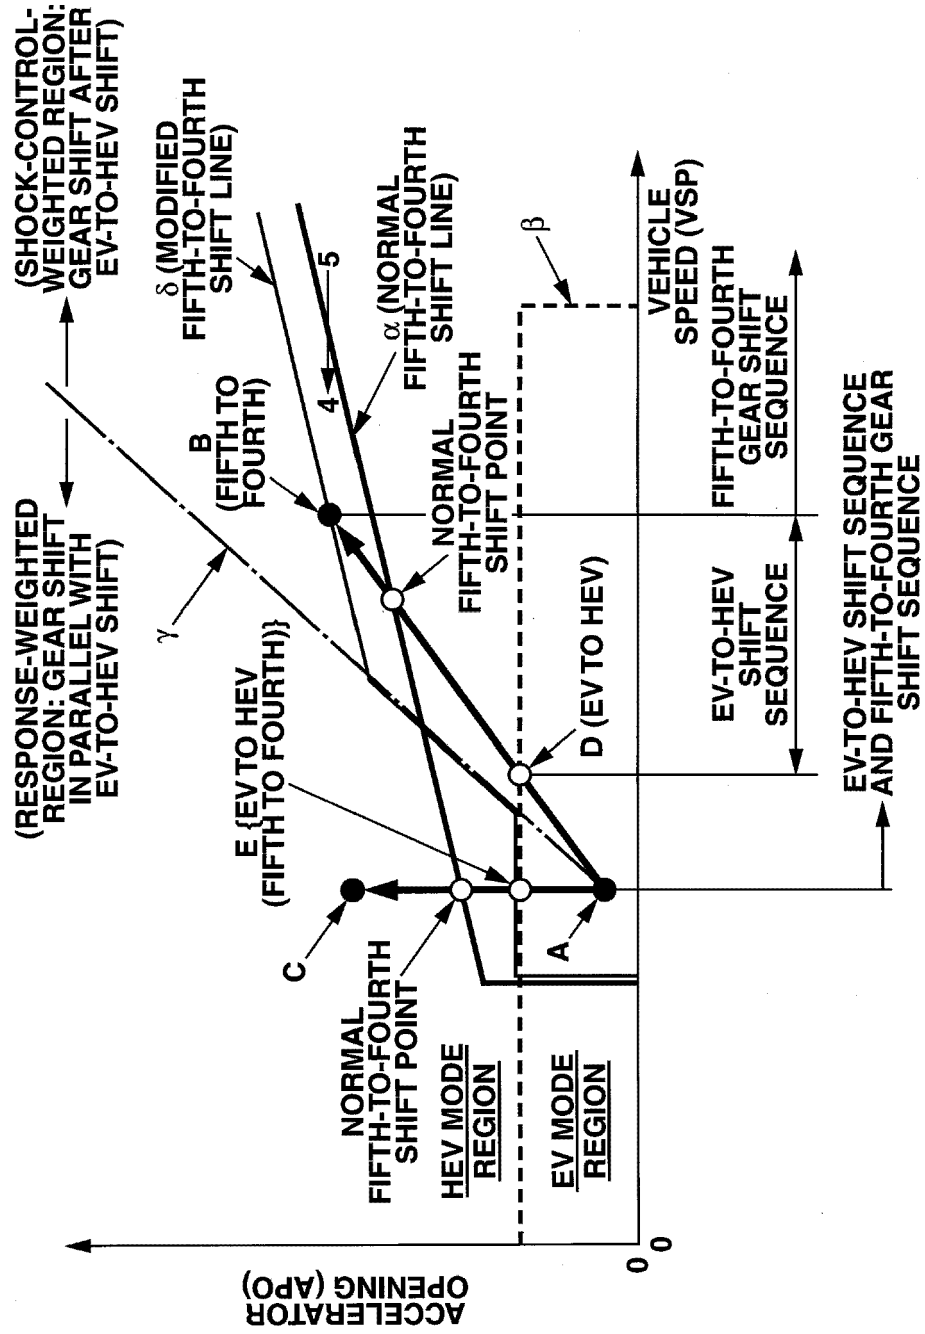 (RESPONSE-WEIGHTED
REGION: GEAR SHIFT
IN PARALLEL WITH
EV-TO-HEV SHIFT)
(SHOCK-CONTROL-
WEIGHTED REGION:
GEAR SHIFT AFTER
EV-TO-HEV SHIFT)
γ
B
(FIFTH TO
FOURTH)
δ (MODIFIED
FIFTH-TO-FOURTH
SHIFT LINE)
E {EV TO HEV
(FIFTH TO FOURTH)}
C
4
5
α (NORMAL
FIFTH-TO-FOURTH
SHIFT LINE)
NORMAL
FIFTH-TO-FOURTH
SHIFT POINT
NORMAL
FIFTH-TO-FOURTH
SHIFT POINT
HEV MODE
REGION
EV MODE
REGION
A
D (EV TO HEV)
β
ACCELERATOR
OPENING (APO)
0
0
VEHICLE
SPEED (VSP)
EV-TO-HEV
SHIFT
SEQUENCE
FIFTH-TO-FOURTH
GEAR SHIFT
SEQUENCE
EV-TO-HEV SHIFT SEQUENCE
AND FIFTH-TO-FOURTH GEAR
SHIFT SEQUENCE